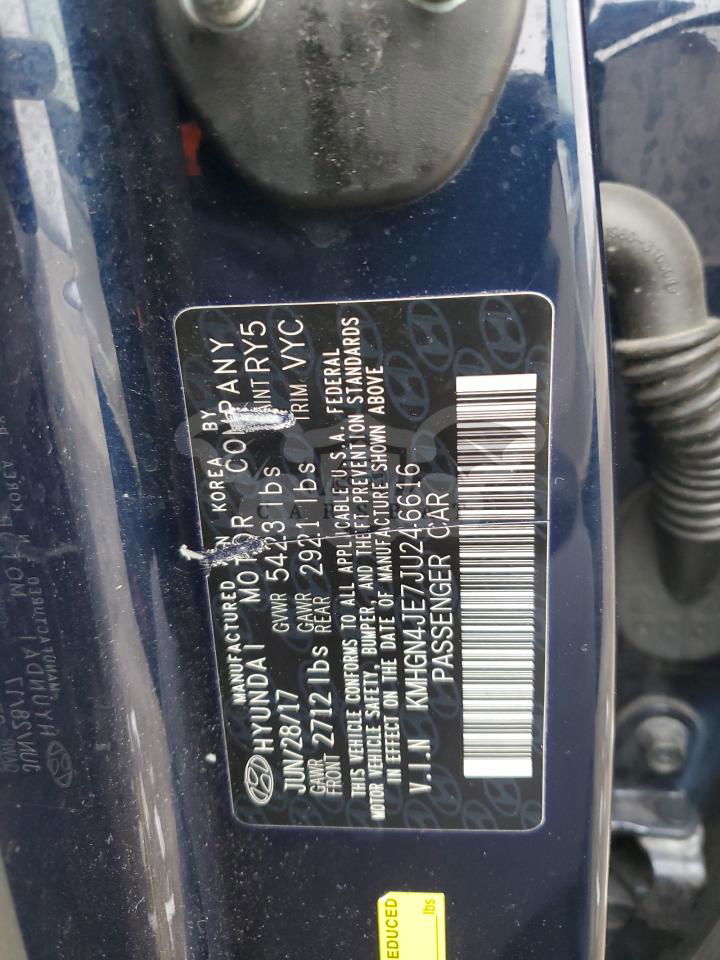 MANUFACTURED IN KOREA BY
HYUNDAI MOTOR COMPANY
JUN/28/17 GVWR 5423 lbs PAINT RY5
GAWR FRONT 2712 lbs GAWR REAR 2921 lbs TRIM VYC
THIS VEHICLE CONFORMS TO ALL APPLICABLE U.S.A. FEDERAL
MOTOR VEHICLE SAFETY, BUMPER, AND THEFT PREVENTION STANDARDS
IN EFFECT ON THE DATE OF MANUFACTURE SHOWN ABOVE
V.I.N KMHGN4JE7JU246616
PASSENGER CAR
EDUCED
lbs